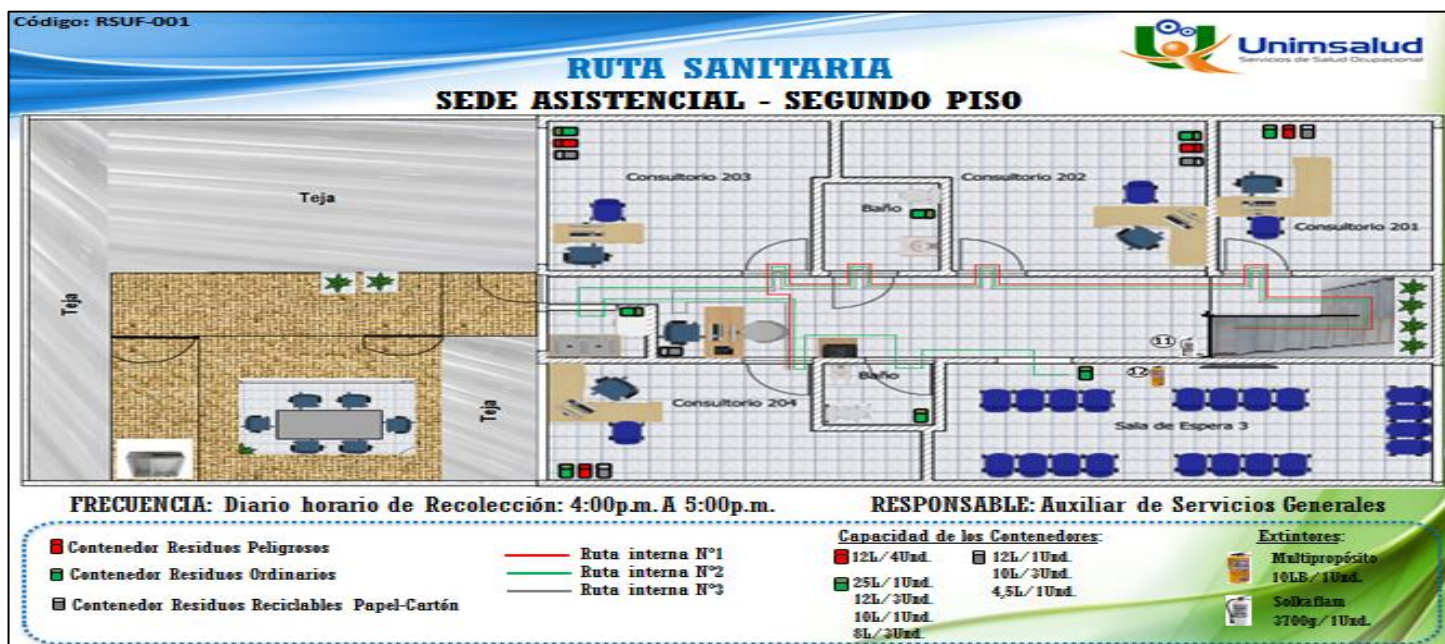 Código: RSUF-001
Unimsalud
Servicios de Salud Ocupacional
RUTA SANITARIA
SEDE ASISTENCIAL - SEGUNDO PISO
Teja
Consultorio 203
Baño
Consultorio 202
Consultorio 201
Teja
Teja
11
12
Consultorio 204
Baño
Sala de Espera 3
FRECUENCIA: Diario horario de Recolección: 4:00p.m. A 5:00p.m.
RESPONSABLE: Auxiliar de Servicios Generales
Contenedor Residuos Peligrosos
Contenedor Residuos Ordinarios
Contenedor Residuos Reciclables Papel-Cartón
Ruta interna N°1
Ruta interna N°2
Ruta interna N°3
Capacidad de los Contenedores:
12L/4Und.
25L/1Und.
12L/3Und.
10L/1Und.
8L/3Und.
12L/1Und.
10L/3Und.
4,5L/1Und.
Extintores:
Multipropósito
10LB/1Und.
Solkaflam
3700g/1Und.